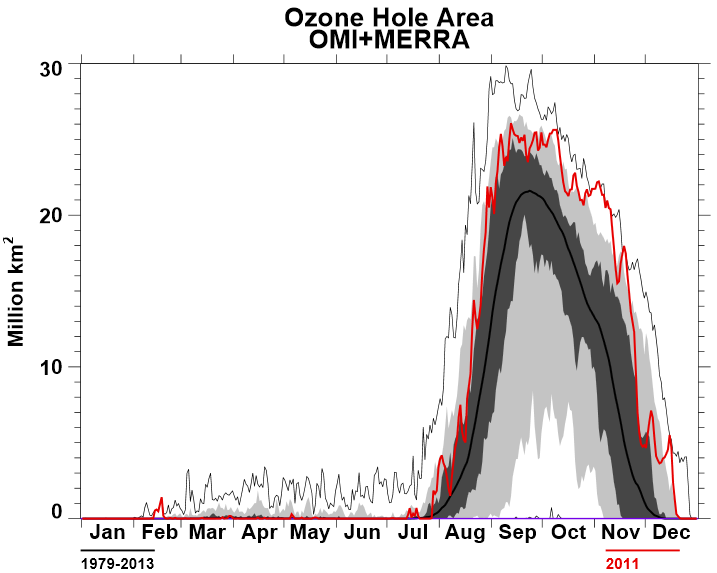 Ozone Hole Area
OMI+MERRA
30
20
10
0
Million km²
Jan Feb Mar Apr May Jun Jul Aug Sep Oct Nov Dec
1979-2013 2011